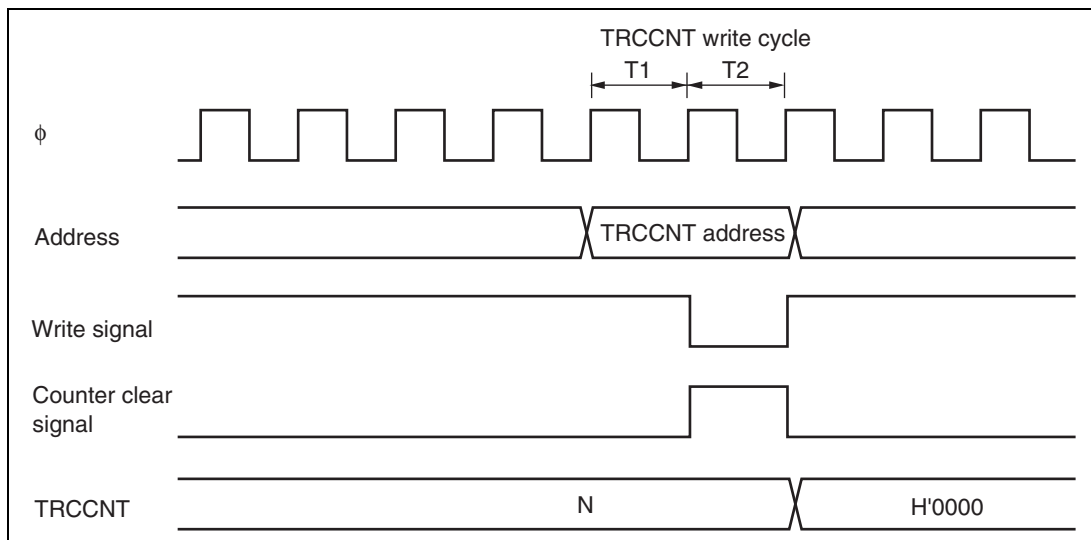 TRCCNT write cycle
T1 T2
ϕ
Address TRCCNT address
Write signal
Counter clear
signal
TRCCNT N H'0000